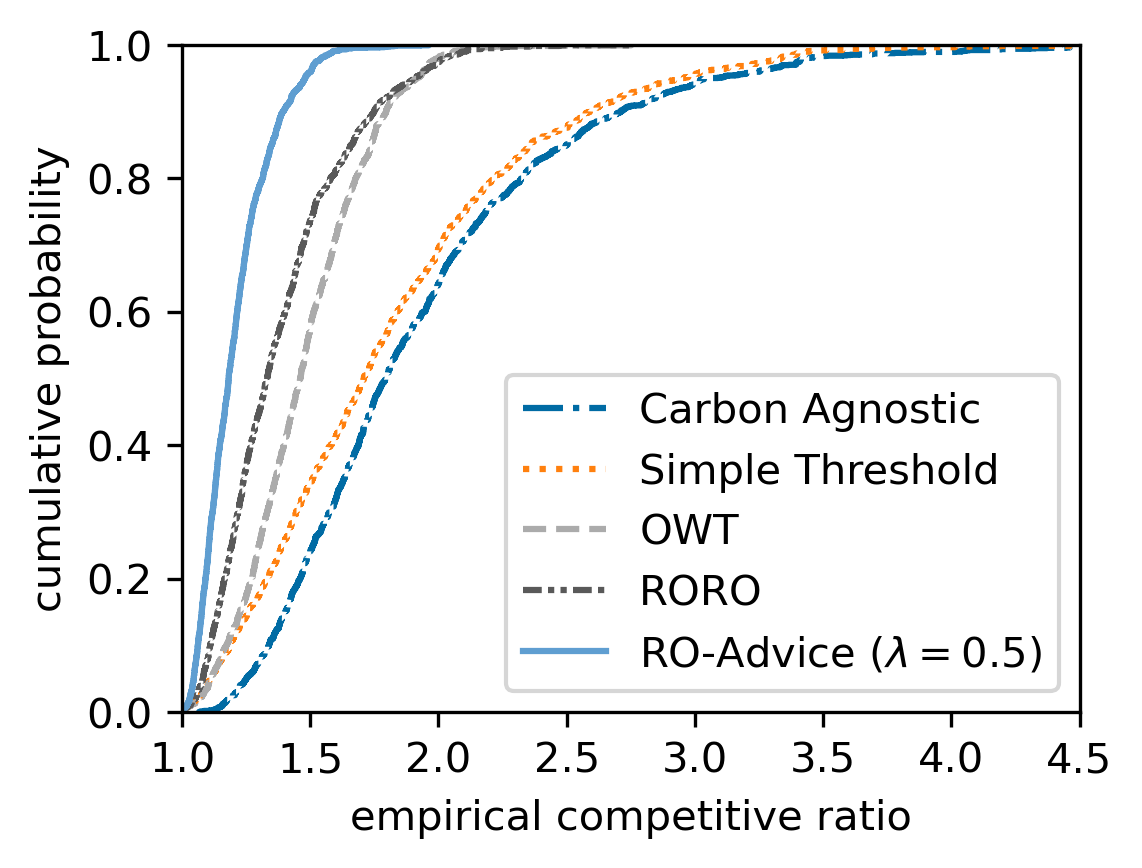 1.0
0.8
0.6
0.4
0.2
0.0
cumulative probability
Carbon Agnostic
Simple Threshold
OWT
RORO
RO-Advice (λ = 0.5)
1.0 1.5 2.0 2.5 3.0 3.5 4.0 4.5
empirical competitive ratio